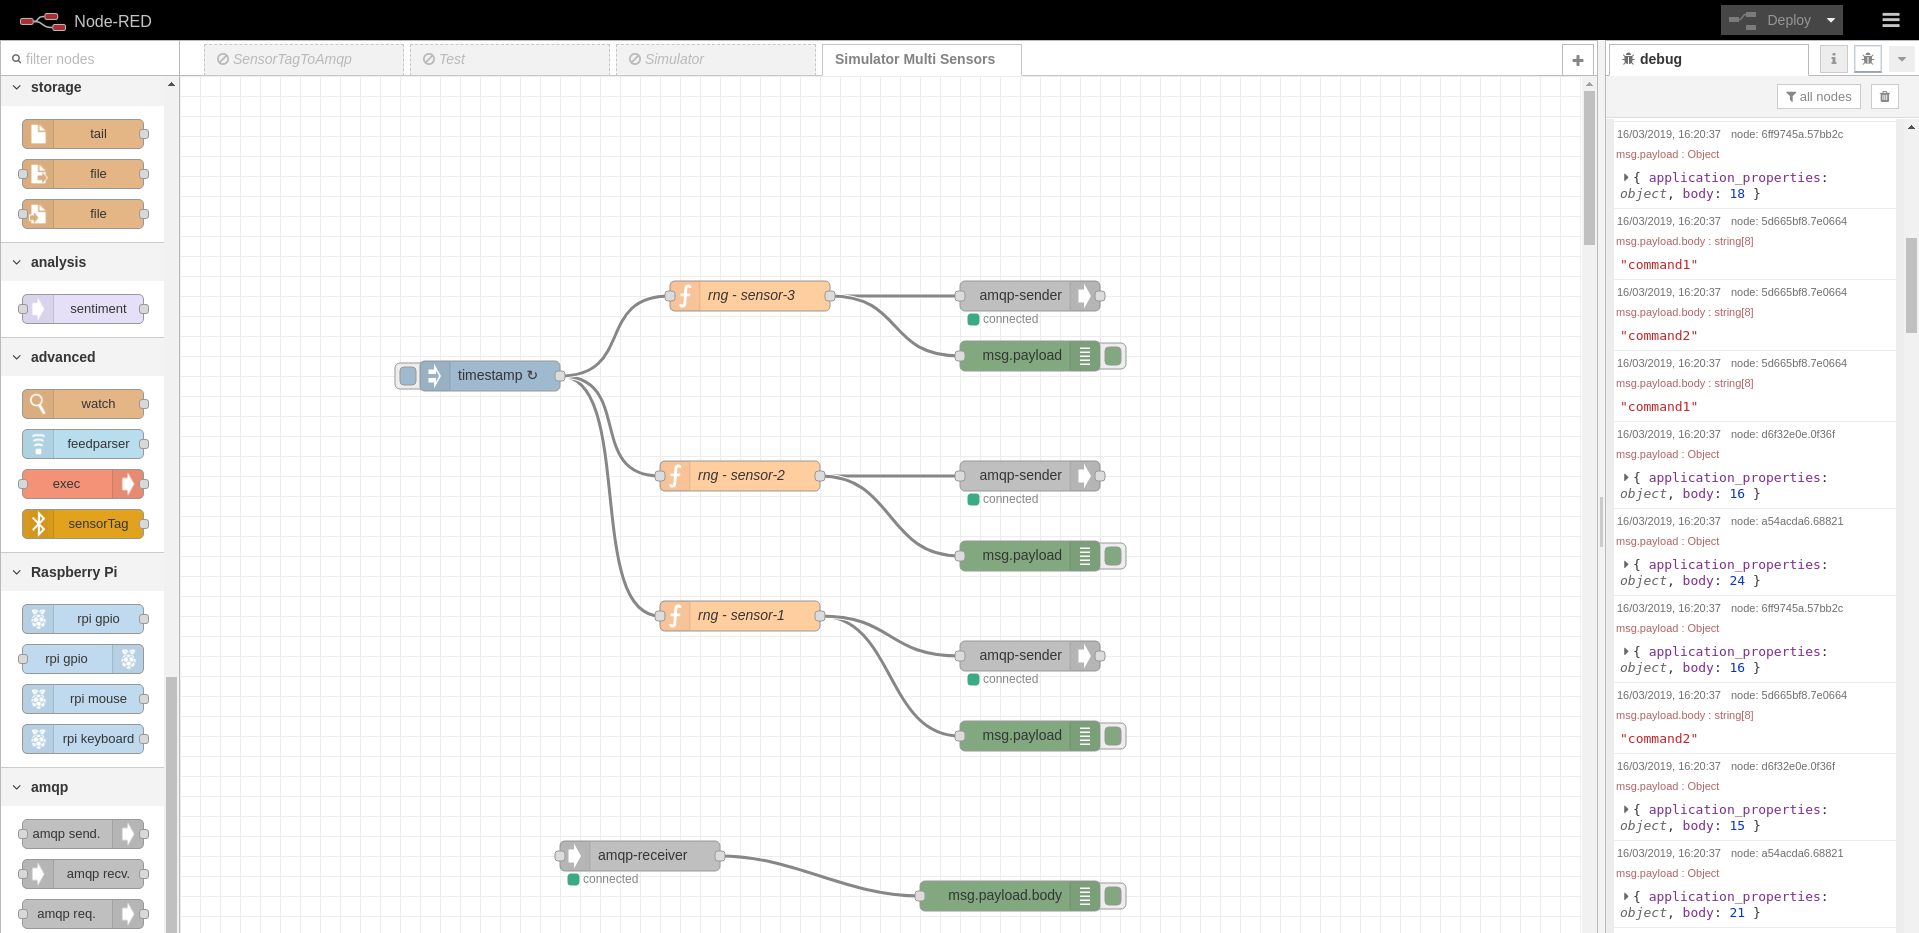 Node-RED
Deploy
filter nodes
storage
tail
file
file
analysis
sentiment
advanced
watch
feedparser
exec
sensorTag
Raspberry Pi
rpi gpio
rpi gpio
rpi mouse
rpi keyboard
amqp
amqp send.
amqp recv.
amqp req.
SensorTagToAmqp
Test
Simulator
Simulator Multi Sensors
timestamp ↻
rng - sensor-3
amqp-sender
connected
msg.payload
rng - sensor-2
amqp-sender
connected
msg.payload
rng - sensor-1
amqp-sender
connected
msg.payload
amqp-receiver
connected
msg.payload.body
debug
i
all nodes
16/03/2019, 16:20:37 node: 6ff9745a.57bb2c
msg.payload : Object
{ application_properties:
object, body: 18 }
16/03/2019, 16:20:37 node: 5d665bf8.7e0664
msg.payload.body : string[8]
"command1"
16/03/2019, 16:20:37 node: 5d665bf8.7e0664
msg.payload.body : string[8]
"command2"
16/03/2019, 16:20:37 node: 5d665bf8.7e0664
msg.payload.body : string[8]
"command1"
16/03/2019, 16:20:37 node: d6f32e0e.0f36f
msg.payload : Object
{ application_properties:
object, body: 16 }
16/03/2019, 16:20:37 node: a54acda6.68821
msg.payload : Object
{ application_properties:
object, body: 24 }
16/03/2019, 16:20:37 node: 6ff9745a.57bb2c
msg.payload : Object
{ application_properties:
object, body: 16 }
16/03/2019, 16:20:37 node: 5d665bf8.7e0664
msg.payload.body : string[8]
"command2"
16/03/2019, 16:20:37 node: d6f32e0e.0f36f
msg.payload : Object
{ application_properties:
object, body: 15 }
16/03/2019, 16:20:37 node: a54acda6.68821
msg.payload : Object
{ application_properties:
object, body: 21 }